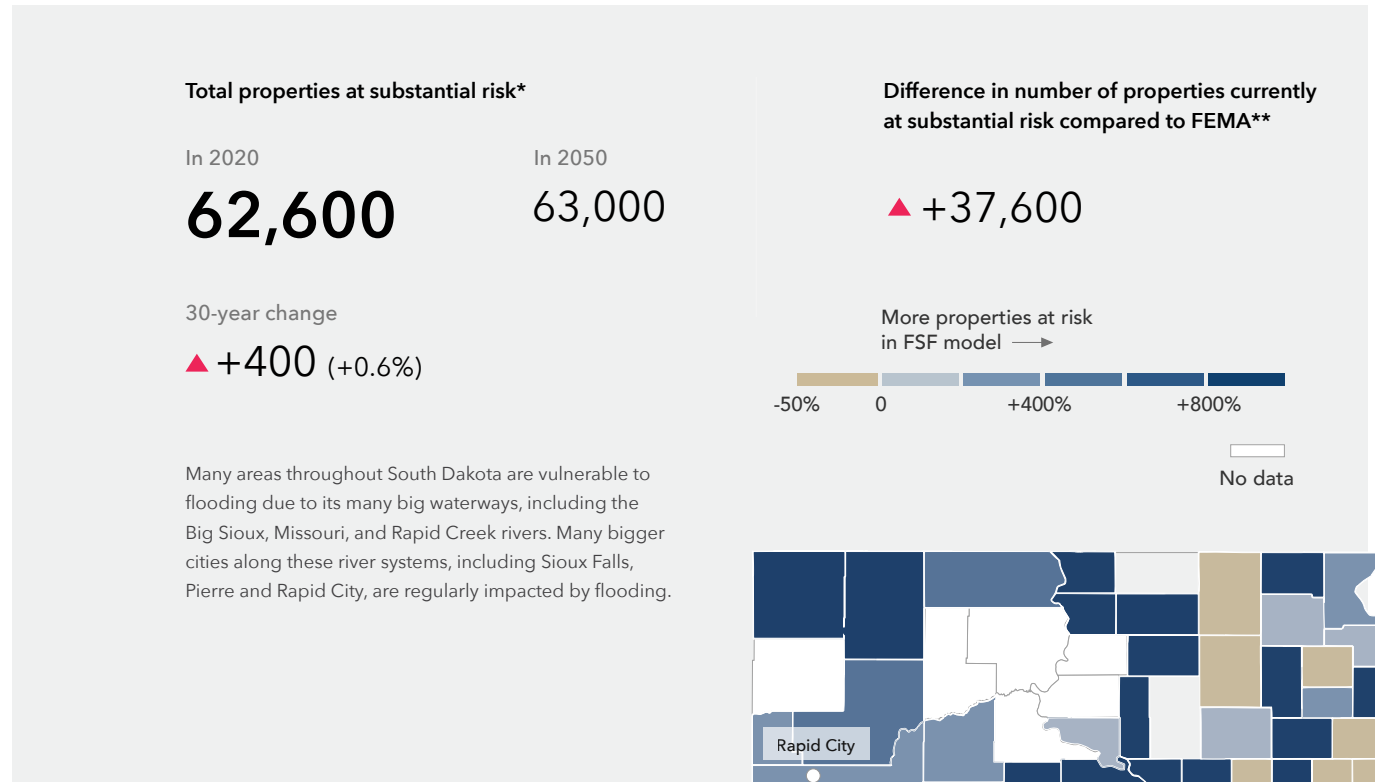 Total properties at substantial risk*
In 2020
62,600
In 2050
63,000
30-year change
+400 (+0.6%)
Many areas throughout South Dakota are vulnerable to
flooding due to its many big waterways, including the
Big Sioux, Missouri, and Rapid Creek rivers. Many bigger
cities along these river systems, including Sioux Falls,
Pierre and Rapid City, are regularly impacted by flooding.
Difference in number of properties currently
at substantial risk compared to FEMA**
+37,600
More properties at risk
in FSF model
-50% 0 +400% +800%
No data
Rapid City